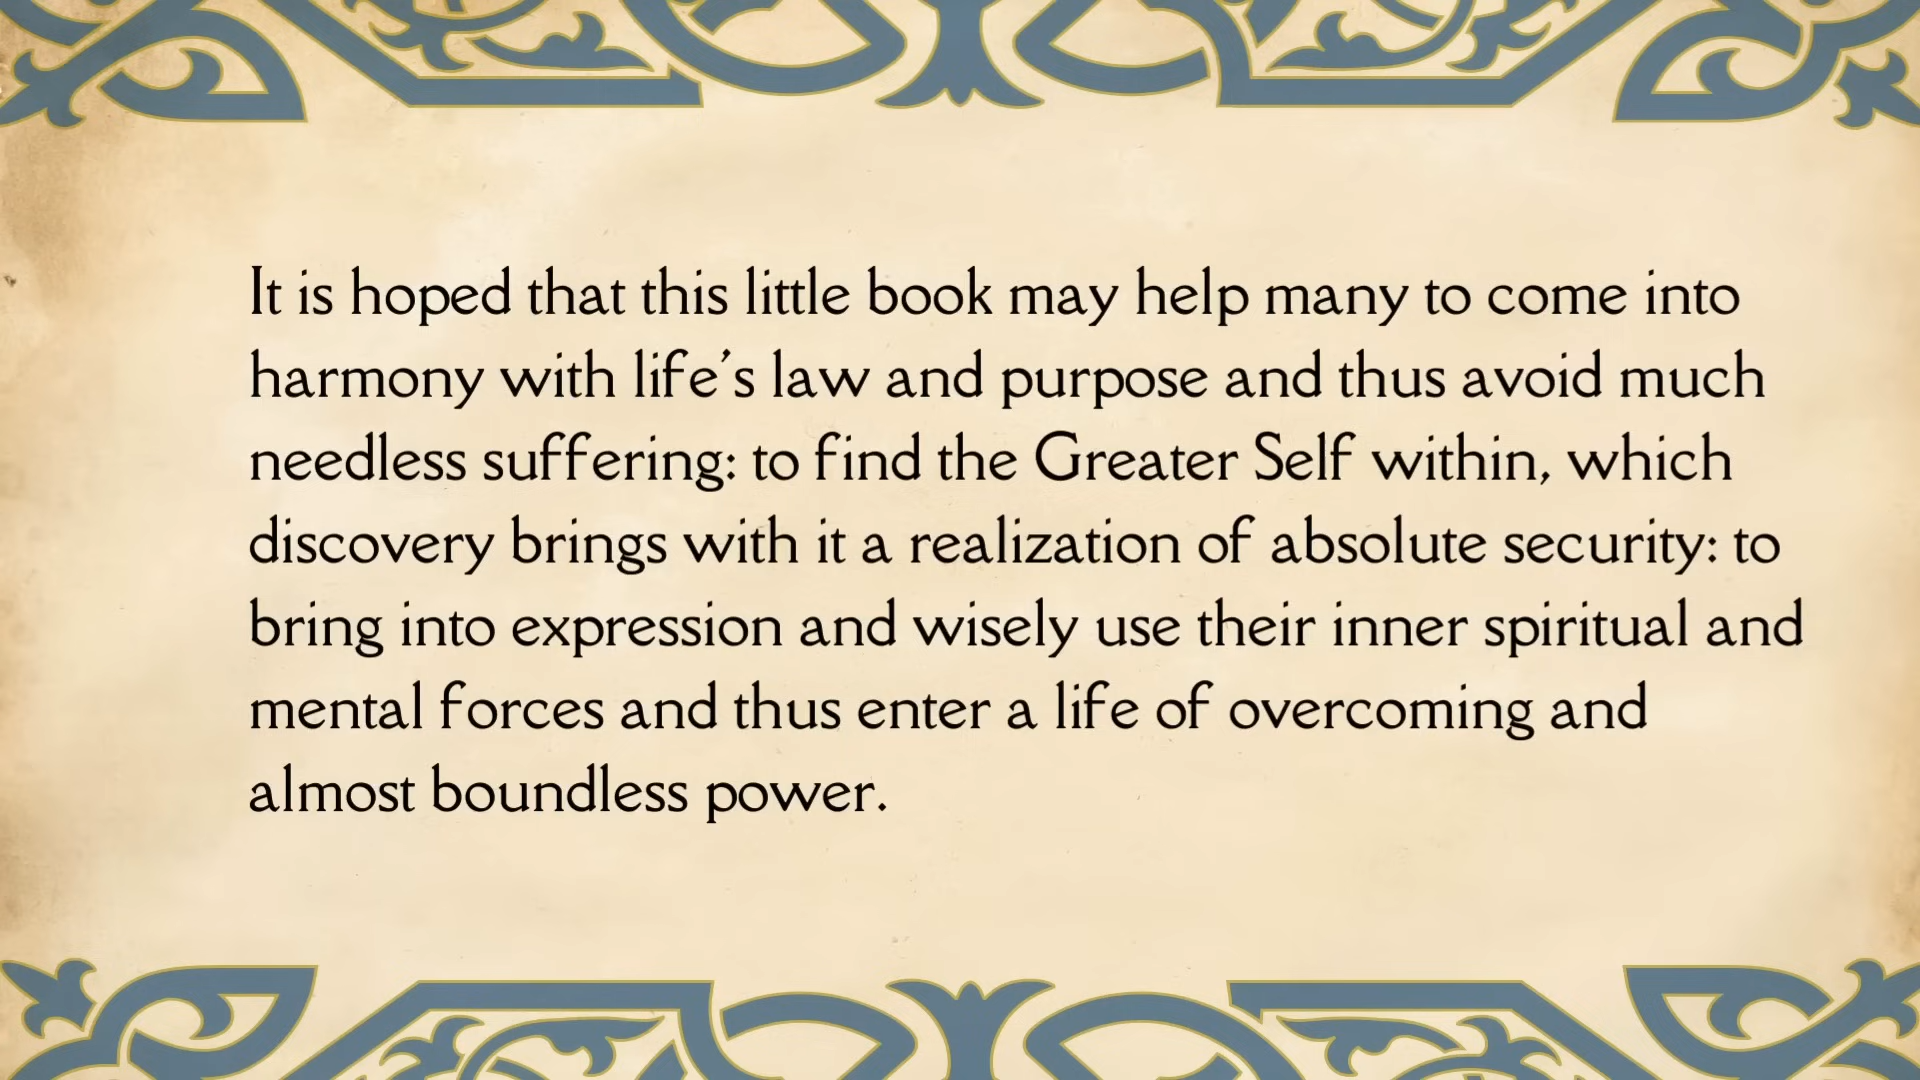 It is hoped that this little book may help many to come into
harmony with life's law and purpose and thus avoid much
needless suffering: to find the Greater Self within, which
discovery brings with it a realization of absolute security: to
bring into expression and wisely use their inner spiritual and
mental forces and thus enter a life of overcoming and
almost boundless power.